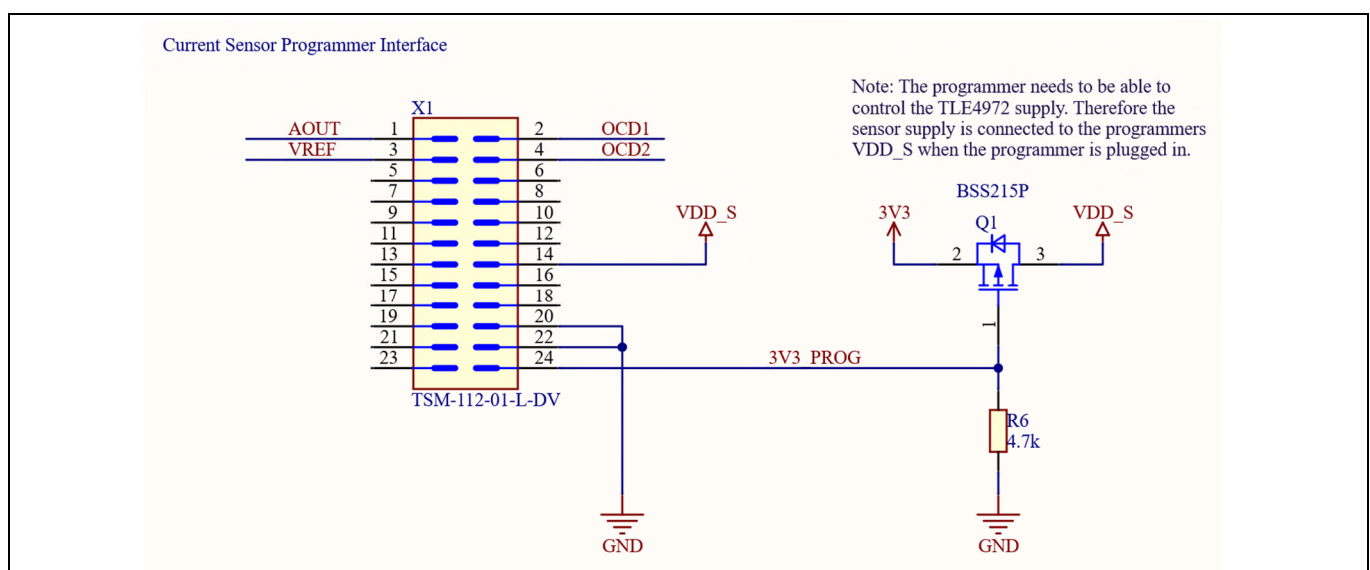 Current Sensor Programmer Interface
Note: The programmer needs to be able to
control the TLE4972 supply. Therefore the
sensor supply is connected to the programmers
VDD_S when the programmer is plugged in.
X1
AOUT 1 2 OCD1
VREF 3 4 OCD2
5 6
7 8
9 10
11 12
13 14
15 16
17 18
19 20
21 22
23 24
TSM-112-01-L-DV
VDD_S
BSS215P
3V3 Q1 VDD_S
2 3
1
3V3_PROG
R6
4.7k
GND GND